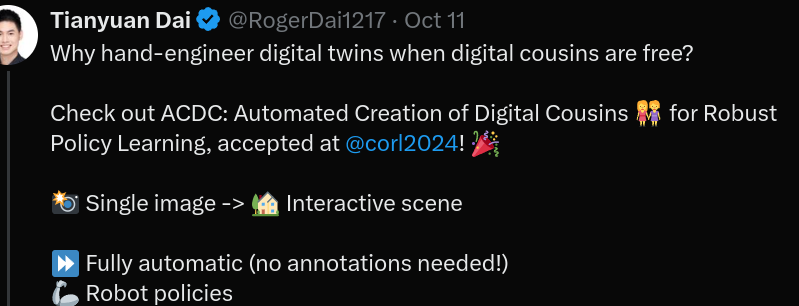 Tianyuan Dai @RogerDai1217 · Oct 11
Why hand-engineer digital twins when digital cousins are free?
Check out ACDC: Automated Creation of Digital Cousins 👭 for Robust
Policy Learning, accepted at @corl2024! 🎉
📸 Single image -> 🏡 Interactive scene
⏩ Fully automatic (no annotations needed!)
🦾 Robot policies